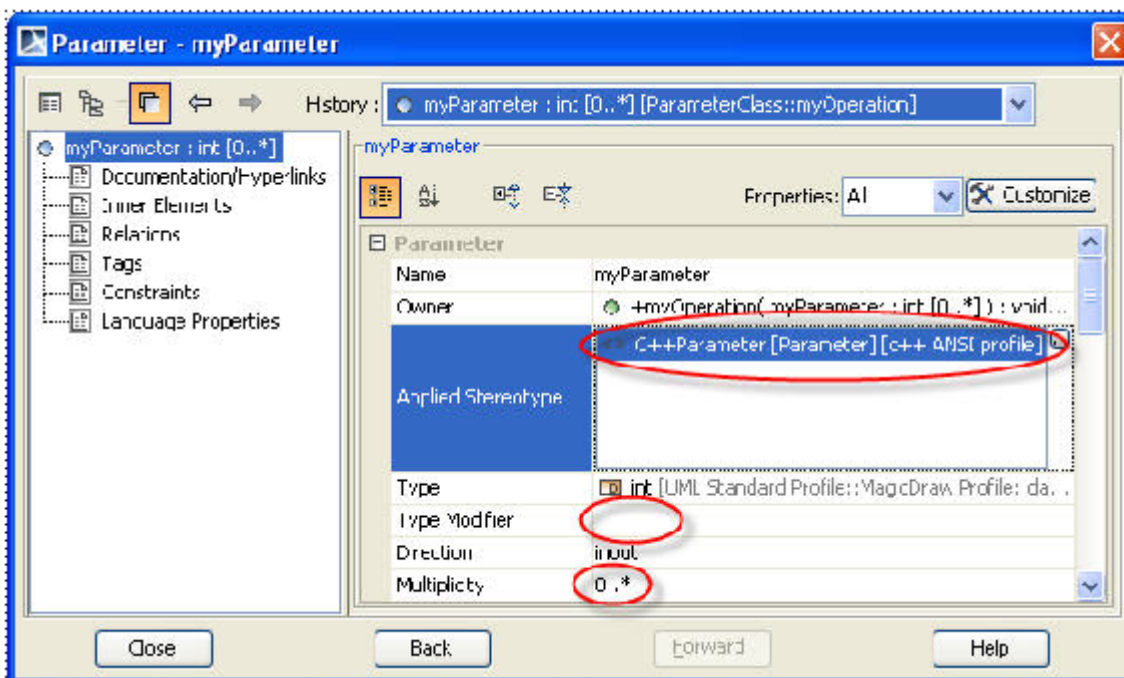 Parameter - myParameter
History : myParameter : int [0..*] [ParameterClass::myOperation]
myParameter : int [0..*]
Documentation/Hyperlinks
Inner Elements
Relations
Tags
Constraints
Language Properties
myParameter
Properties: All Customize
Parameter
Name myParameter
Owner +myOperation( myParameter : int [0..*] ) : void...
Applied Stereotype C++Parameter [Parameter] [c++ ANSI profile]
Type int [UML Standard Profile::MagicDraw Profile: da...
Type Modifier
Direction inout
Multiplicity 0..*
Close Back Forward Help